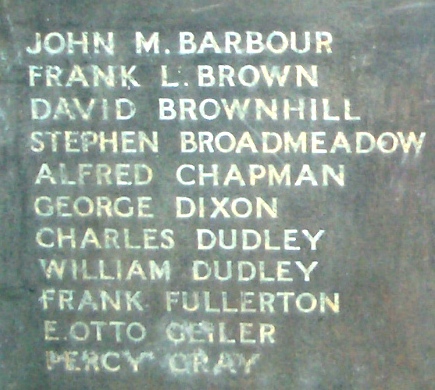 JOHN M. BARBOUR
FRANK L. BROWN
DAVID BROWNHILL
STEPHEN BROADMEADOW
ALFRED CHAPMAN
GEORGE DIXON
CHARLES DUDLEY
WILLIAM DUDLEY
FRANK FULLERTON
E. OTTO GEILER
PERCY GRAY